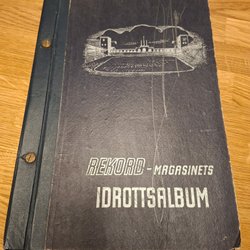 REKORD - MAGASINETS
IDROTTSALBUM